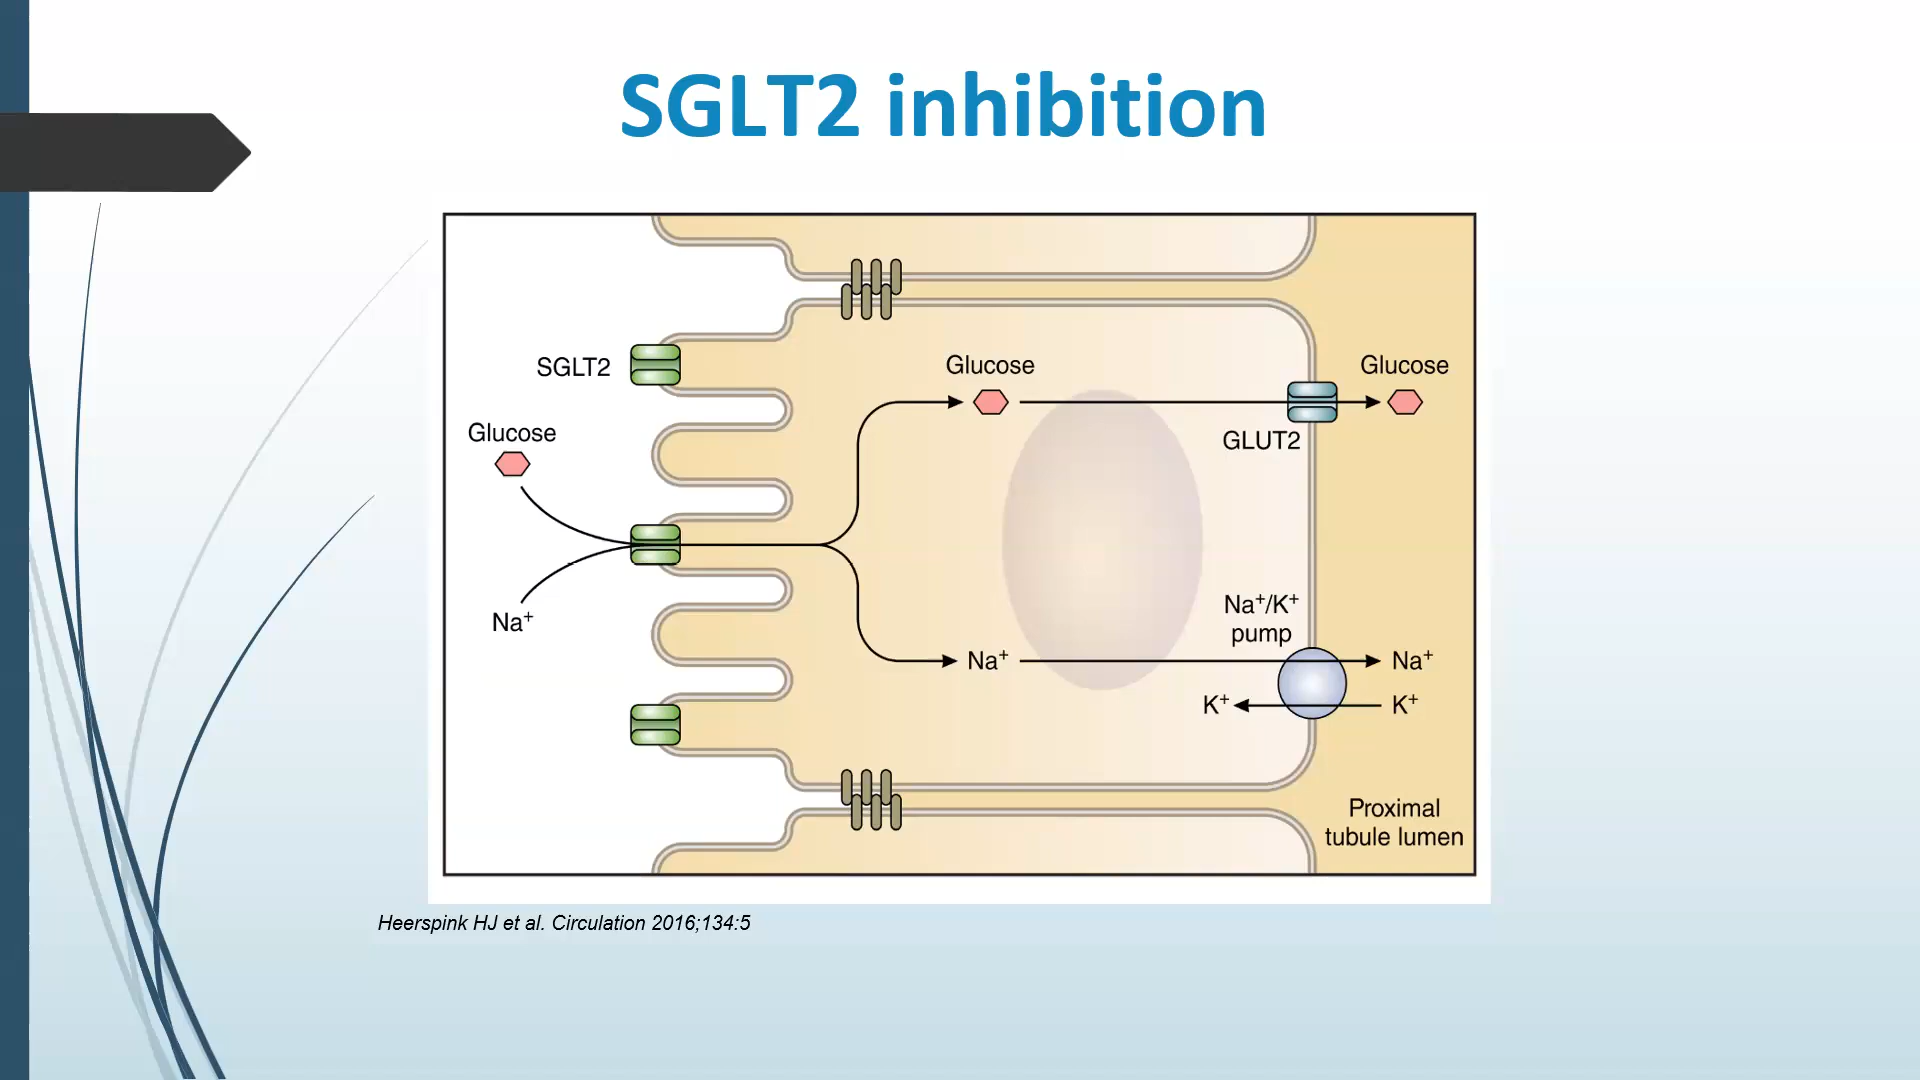 SGLT2 inhibition
SGLT2
Glucose
Na⁺
Glucose
Glucose
GLUT2
Na⁺/K⁺
pump
Na⁺
Na⁺
K⁺
K⁺
Proximal
tubule lumen
Heerspink HJ et al. Circulation 2016;134:5